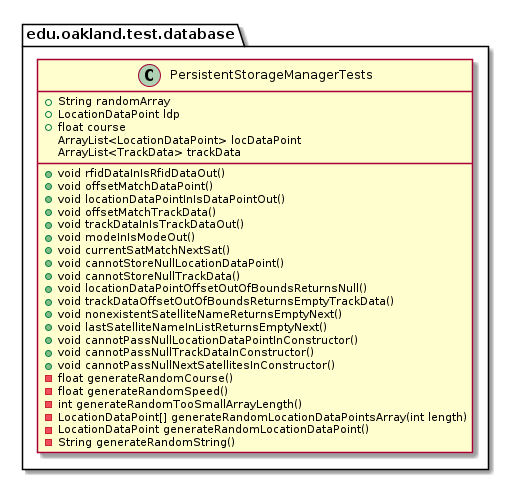 edu.oakland.test.database
C PersistentStorageManagerTests
String randomArray
LocationDataPoint ldp
float course
ArrayList<LocationDataPoint> locDataPoint
ArrayList<TrackData> trackData
void rfidDataInIsRfidDataOut()
void offsetMatchDataPoint()
void locationDataPointInIsDataPointOut()
void offsetMatchTrackData()
void trackDataInIsTrackDataOut()
void modeInIsModeOut()
void currentSatMatchNextSat()
void cannotStoreNullLocationDataPoint()
void cannotStoreNullTrackData()
void locationDataPointOffsetOutOfBoundsReturnsNull()
void trackDataOffsetOutOfBoundsReturnsEmptyTrackData()
void nonexistentSatelliteNameReturnsEmptyNext()
void lastSatelliteNameInListReturnsEmptyNext()
void cannotPassNullLocationDataPointInConstructor()
void cannotPassNullTrackDataInConstructor()
void cannotPassNullNextSatellitesInConstructor()
float generateRandomCourse()
float generateRandomSpeed()
int generateRandomTooSmallArrayLength()
LocationDataPoint[] generateRandomLocationDataPointsArray(int length)
LocationDataPoint generateRandomLocationDataPoint()
String generateRandomString()